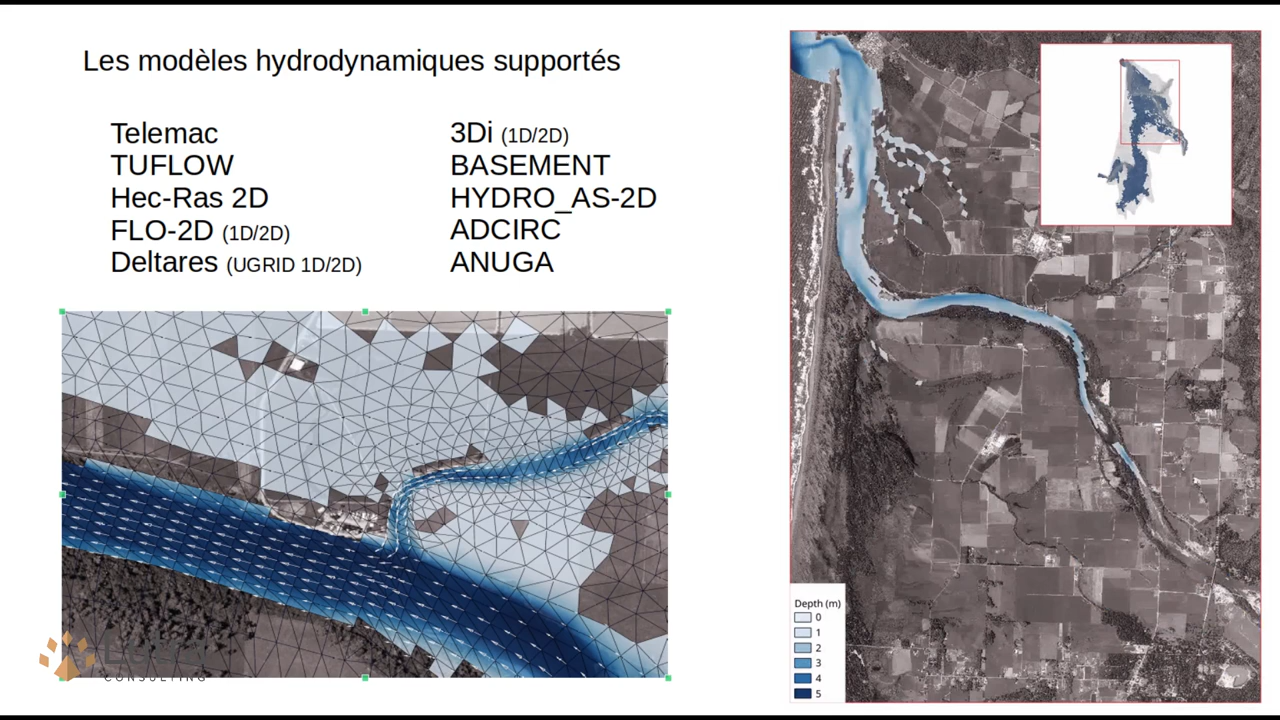 Les modèles hydrodynamiques supportés
Telemac
TUFLOW
Hec-Ras 2D
FLO-2D (1D/2D)
Deltares (UGRID 1D/2D)
3Di (1D/2D)
BASEMENT
HYDRO_AS-2D
ADCIRC
ANUGA
Depth (m)
0
1
2
3
4
5
CONSULTING